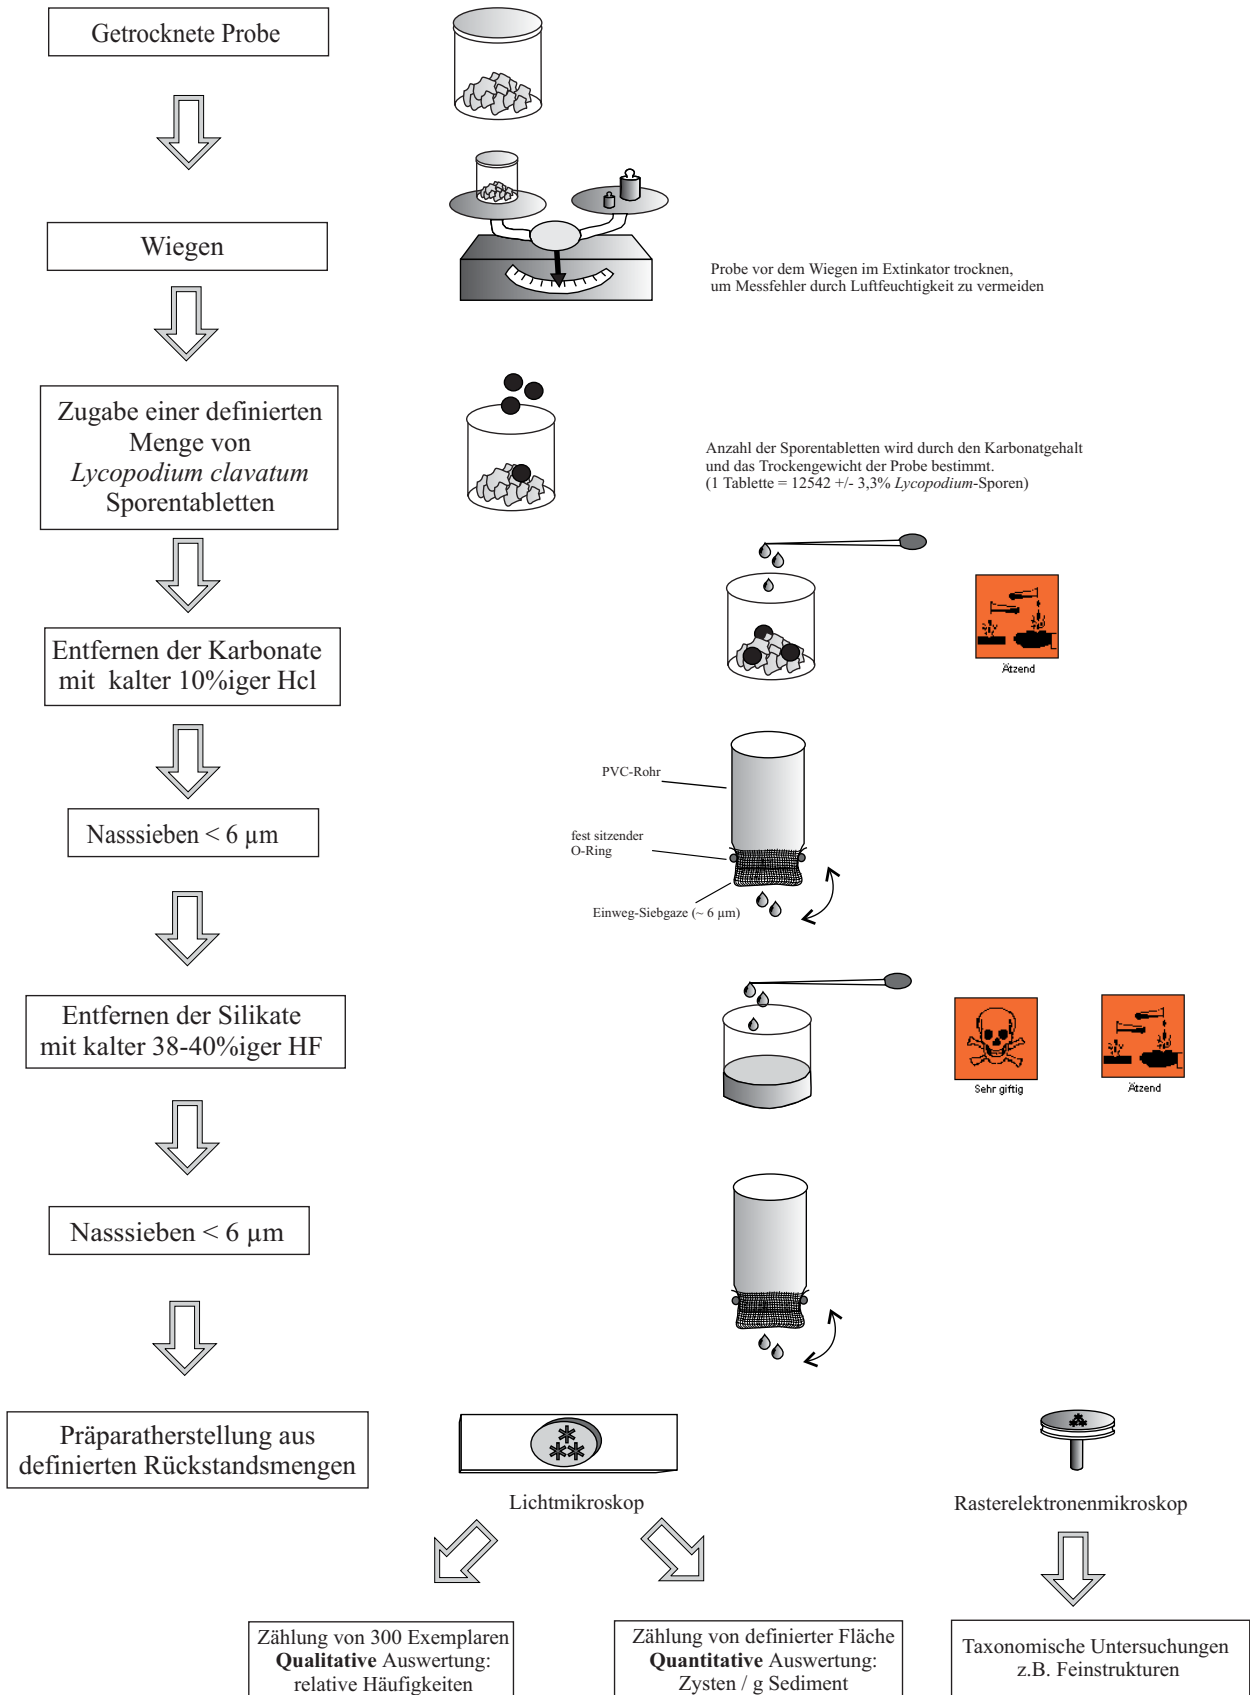 Getrocknete Probe
Wiegen
Probe vor dem Wiegen im Extinkator trocknen,
um Messfehler durch Luftfeuchtigkeit zu vermeiden
Zugabe einer definierten
Menge von
Lycopodium clavatum
Sporentabletten
Anzahl der Sporentabletten wird durch den Karbonatgehalt
und das Trockengewicht der Probe bestimmt.
(1 Tablette = 12542 +/- 3,3% Lycopodium-Sporen)
Entfernen der Karbonate
mit kalter 10%iger Hcl
Ätzend
PVC-Rohr
Nasssieben < 6 µm
fest sitzender
O-Ring
Einweg-Siebgaze (~ 6 µm)
Entfernen der Silikate
mit kalter 38-40%iger HF
Sehr giftig
Ätzend
Nasssieben < 6 µm
Präparatherstellung aus
definierten Rückstandsmengen
Lichtmikroskop
Rasterelektronenmikroskop
Zählung von 300 Exemplaren
Qualitative Auswertung:
relative Häufigkeiten
Zählung von definierter Fläche
Quantitative Auswertung:
Zysten / g Sediment
Taxonomische Untersuchungen
z.B. Feinstrukturen